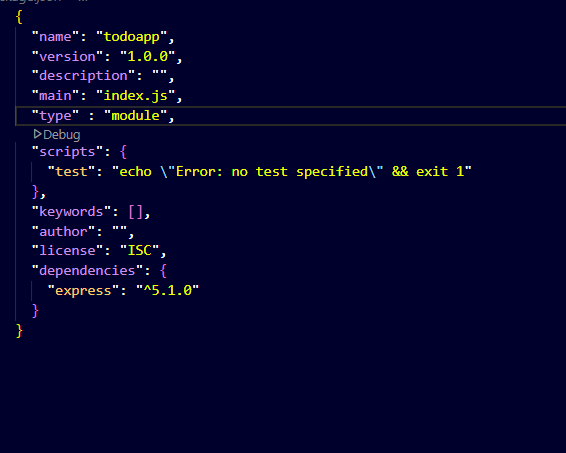 {
"name": "todoapp",
"version": "1.0.0",
"description": "",
"main": "index.js",
"type" : "module",
Debug
"scripts": {
"test": "echo \"Error: no test specified\" && exit 1"
},
"keywords": [],
"author": "",
"license": "ISC",
"dependencies": {
"express": "^5.1.0"
}
}